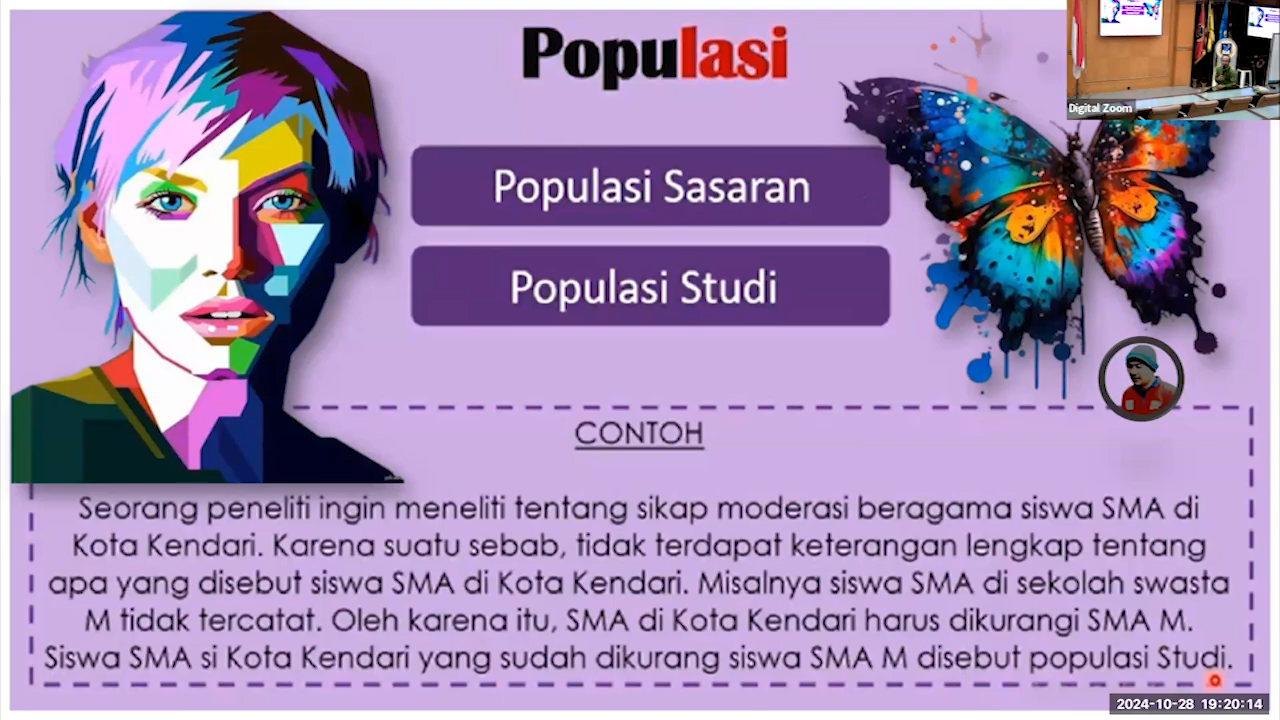 Populasi
Digital Zoom
Populasi Sasaran
Populasi Studi
CONTOH
Seorang peneliti ingin meneliti tentang sikap moderasi beragama siswa SMA di
Kota Kendari. Karena suatu sebab, tidak terdapat keterangan lengkap tentang
apa yang disebut siswa SMA di Kota Kendari. Misalnya siswa SMA di sekolah swasta
M tidak tercatat. Oleh karena itu, SMA di Kota Kendari harus dikurangi SMA M.
Siswa SMA si Kota Kendari yang sudah dikurang siswa SMA M disebut populasi Studi.
2024-10-28 19:20:14